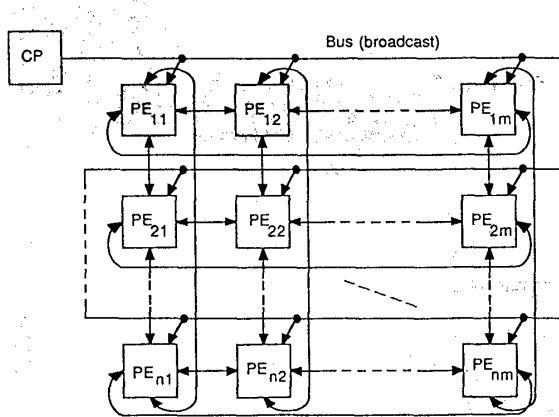 Bus (broadcast)
CP
PE11 PE12 PE1m
PE21 PE22 PE2m
PEn1 PEn2 PEnm